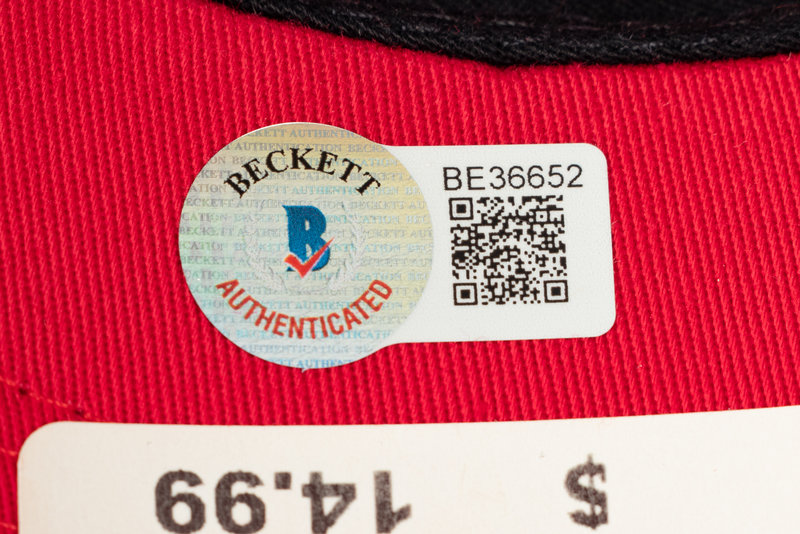 BECKETT
B
AUTHENTICATED
BE36652
$ 14.99